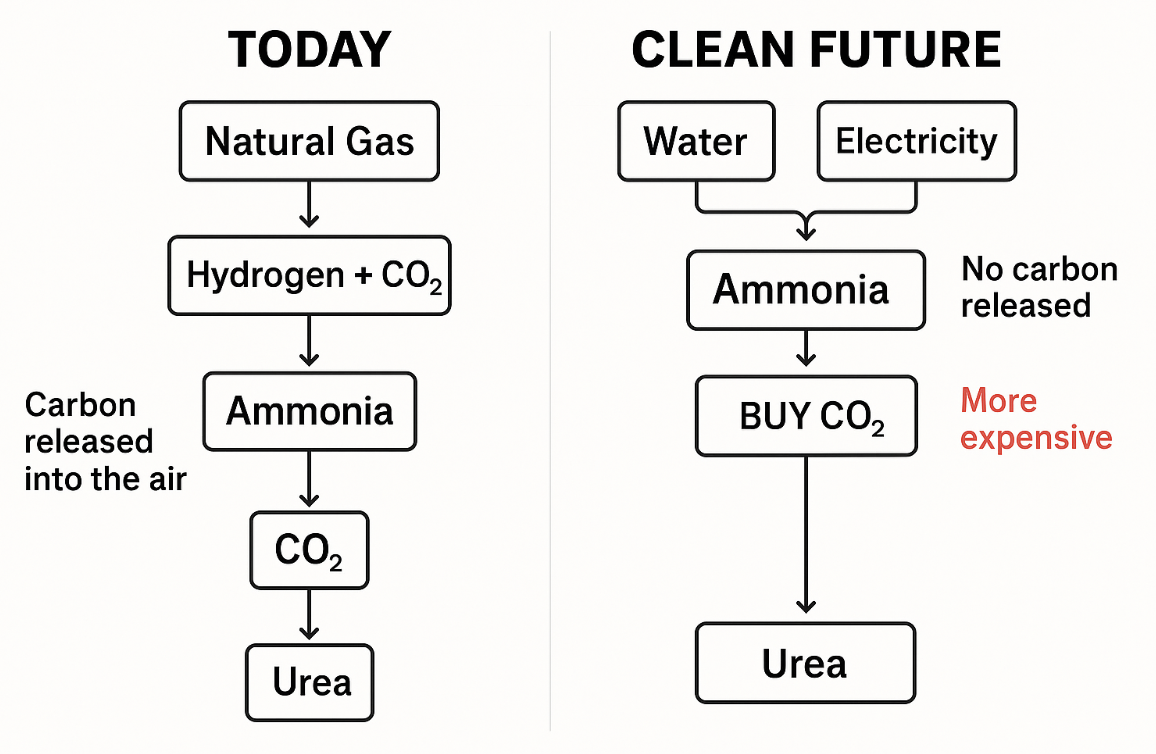 TODAY
Natural Gas
Hydrogen + CO₂
Ammonia
Carbon
released
into the air
CO₂
Urea
CLEAN FUTURE
Water
Electricity
Ammonia
No carbon
released
BUY CO₂
More
expensive
Urea